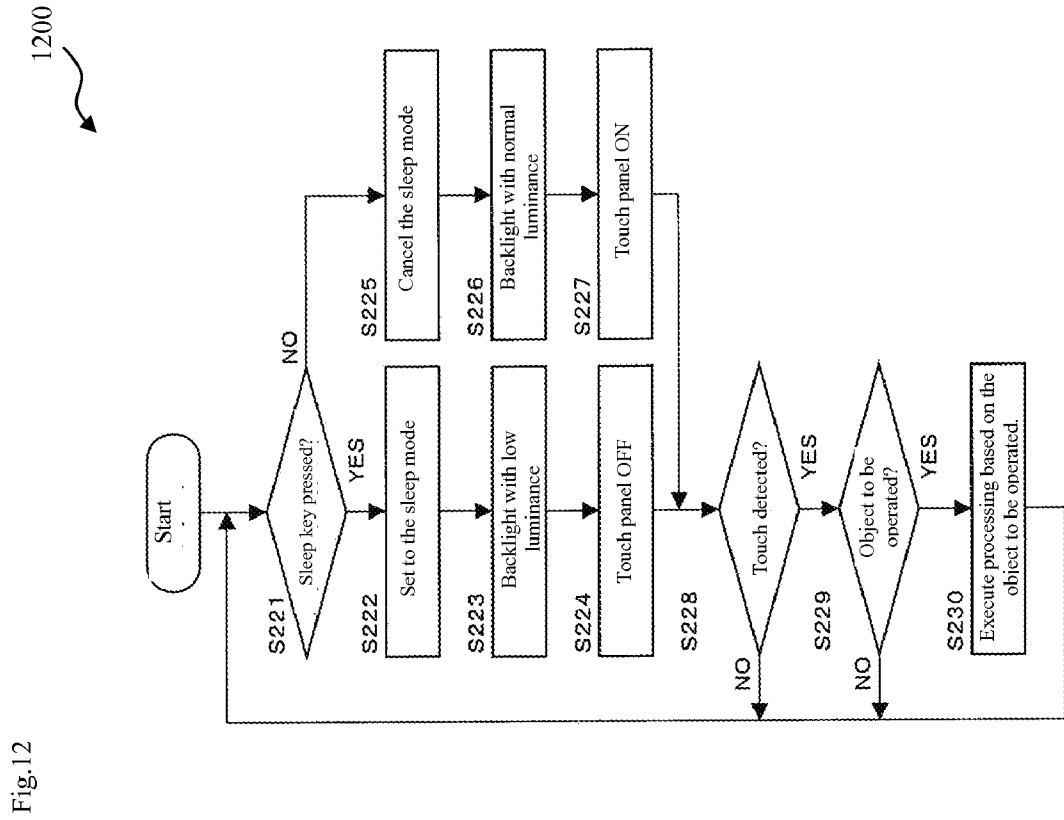 Fig.12
1200
Start
S221
Sleep key pressed?
NO
YES
S222
Set to the sleep mode
S223
Backlight with low
luminance
S224
Touch panel OFF
S225
Cancel the sleep mode
S226
Backlight with normal
luminance
S227
Touch panel ON
S228
Touch detected?
NO
YES
S229
Object to be
operated?
NO
YES
S230
Execute processing based on the
object to be operated.